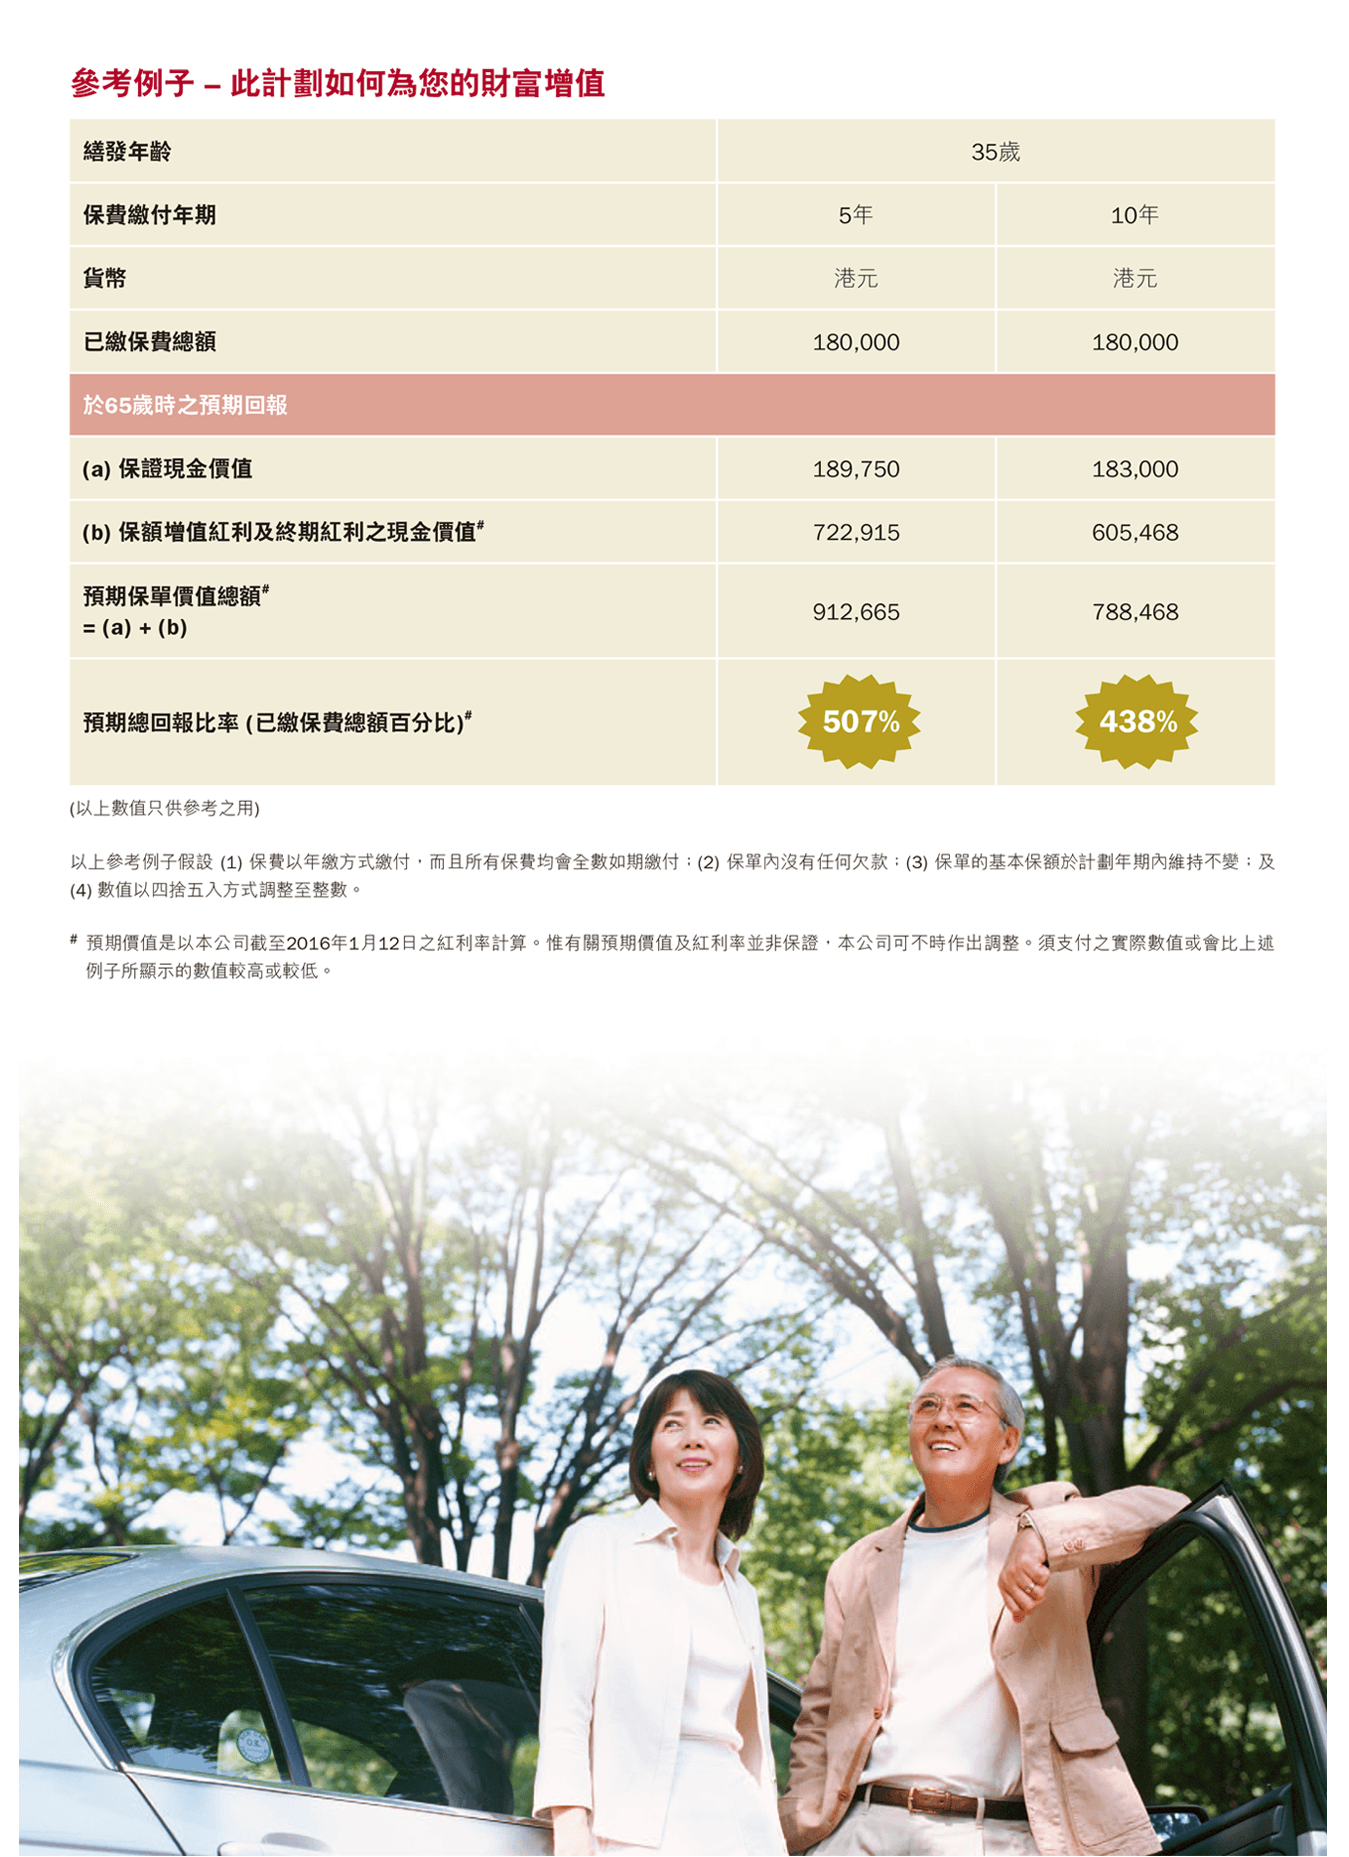 參考例子 – 此計劃如何為您的財富增值
繕發年齡 35歲
保費繳付年期 5年 10年
貨幣 港元 港元
已繳保費總額 180,000 180,000
於65歲時之預期回報
(a) 保證現金價值 189,750 183,000
(b) 保額增值紅利及終期紅利之現金價值# 722,915 605,468
預期保單價值總額#
= (a) + (b) 912,665 788,468
預期總回報比率 (已繳保費總額百分比)# 507% 438%
(以上數值只供參考之用)
以上參考例子假設 (1) 保費以年繳方式繳付，而且所有保費均會全數如期繳付；(2) 保單內沒有任何欠款；(3) 保單的基本保額於計劃年期內維持不變；及
(4) 數值以四捨五入方式調整至整數。
# 預期價值是以本公司截至2016年1月12日之紅利率計算。惟有關預期價值及紅利率並非保證，本公司可不時作出調整。須支付之實際數值或會比上述
例子所顯示的數值較高或較低。